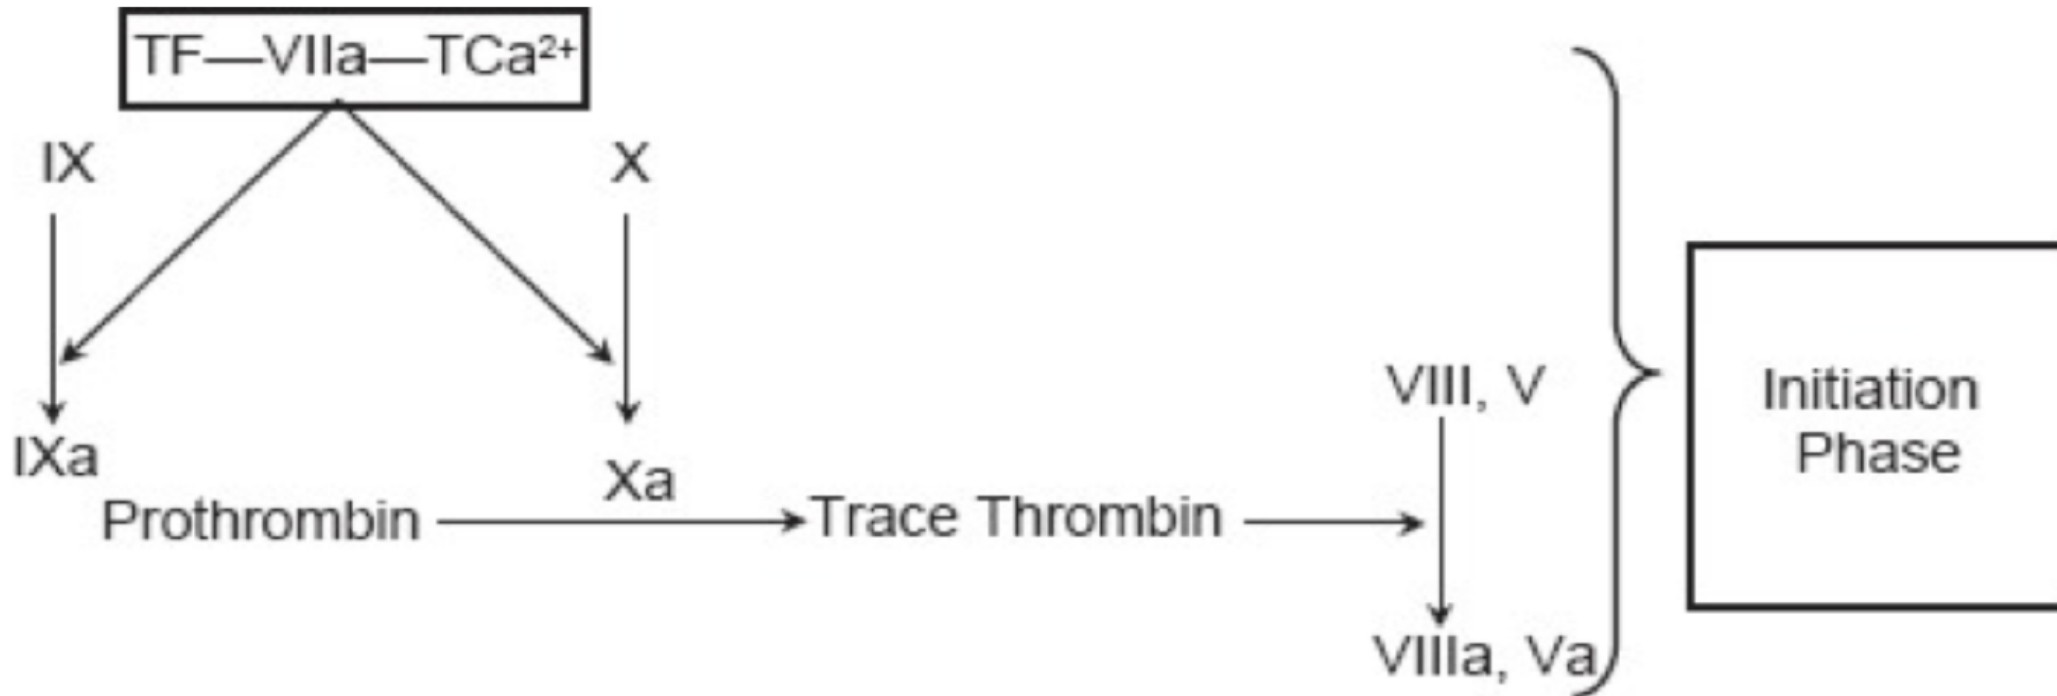 TF—VIIa—TCa²⁺
IX
X
IXa
Xa
Prothrombin
Trace Thrombin
VIII, V
VIIIa, Va
Initiation
Phase